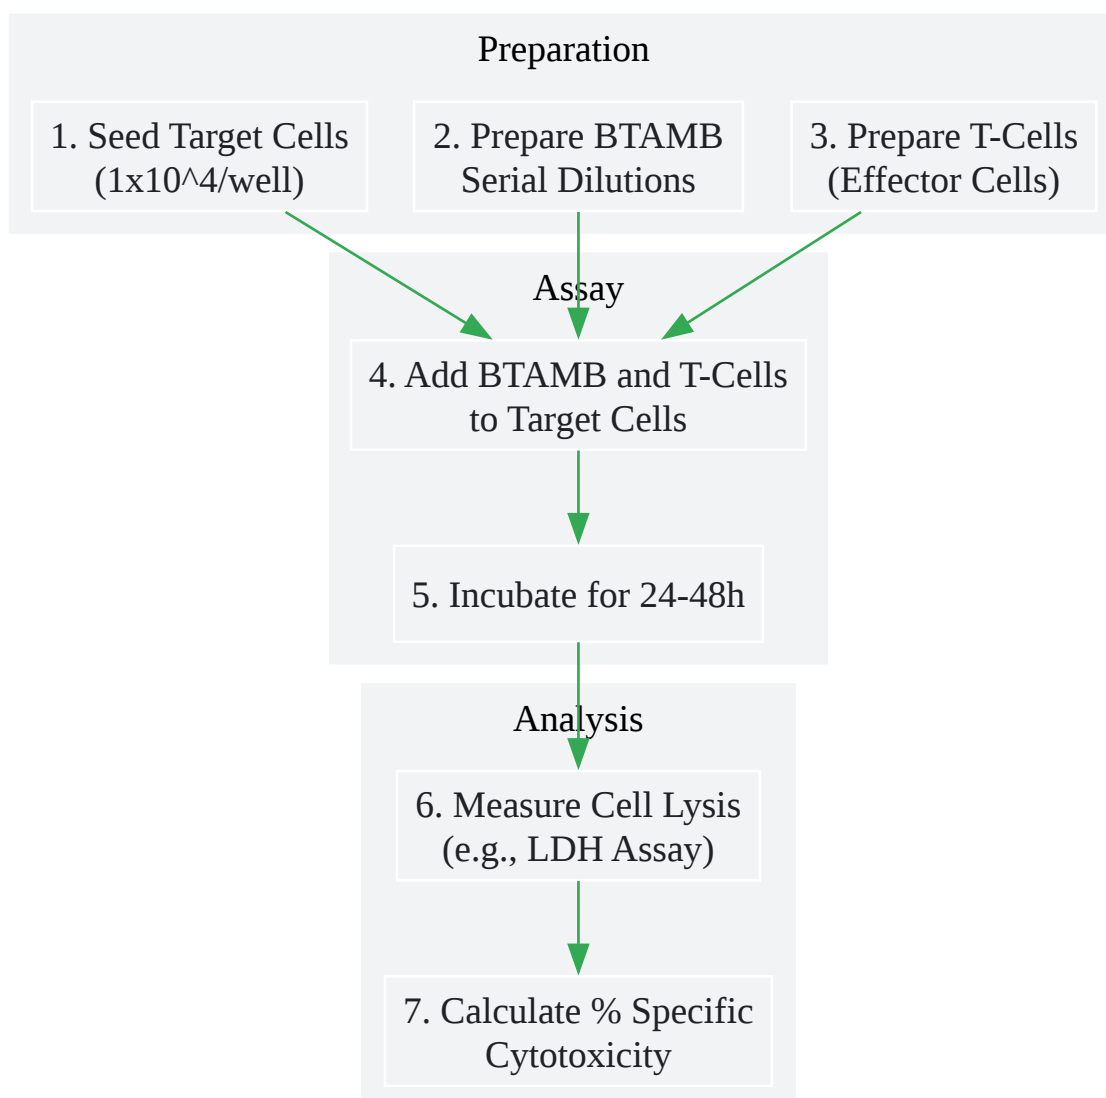 Preparation
1. Seed Target Cells
(1x10^4/well)
2. Prepare BTAMB
Serial Dilutions
3. Prepare T-Cells
(Effector Cells)
Assay
4. Add BTAMB and T-Cells
to Target Cells
5. Incubate for 24-48h
Analysis
6. Measure Cell Lysis
(e.g., LDH Assay)
7. Calculate % Specific
Cytotoxicity